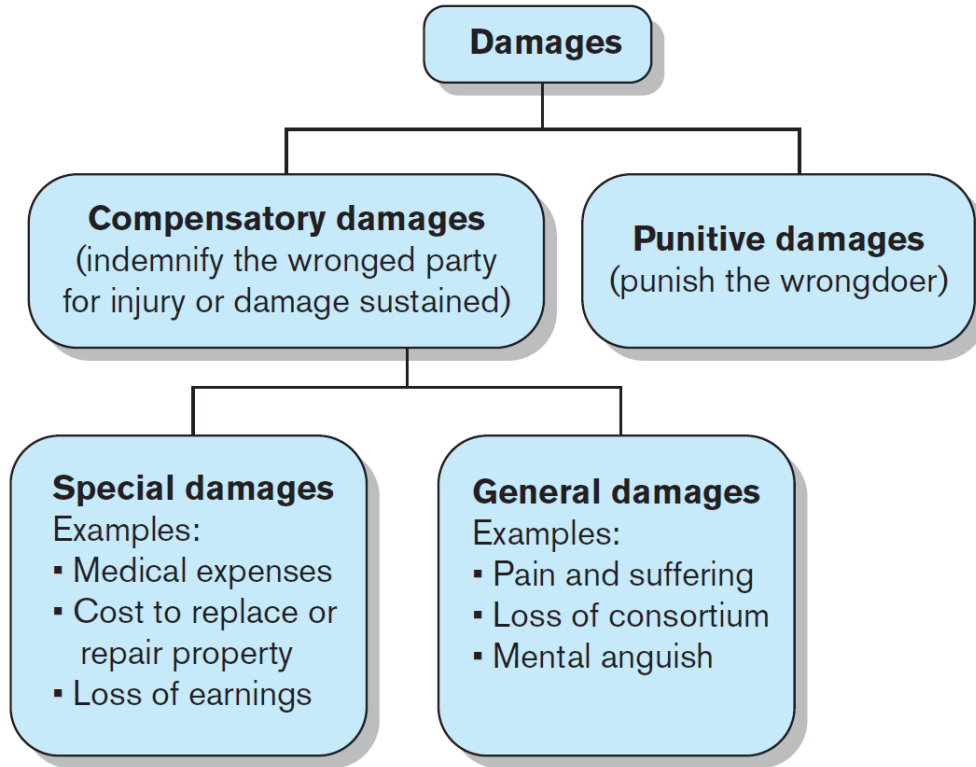 Damages
Compensatory damages
(indemnify the wronged party
for injury or damage sustained)
Punitive damages
(punish the wrongdoer)
Special damages
Examples:
▪ Medical expenses
▪ Cost to replace or
repair property
▪ Loss of earnings
General damages
Examples:
▪ Pain and suffering
▪ Loss of consortium
▪ Mental anguish